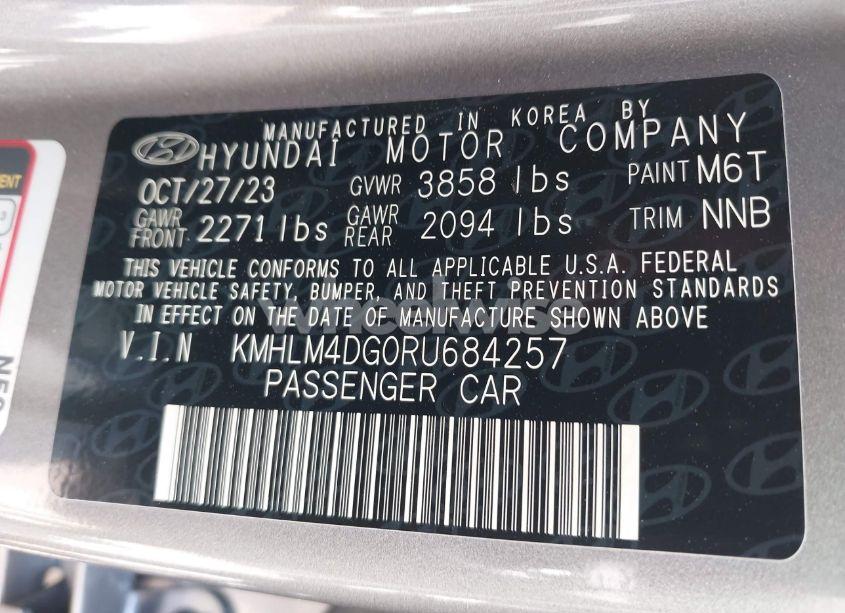 MANUFACTURED IN KOREA BY
HYUNDAI MOTOR COMPANY
OCT/27/23 GVWR 3858 lbs PAINT M6T
GAWR FRONT 2271 lbs GAWR REAR 2094 lbs TRIM NNB
THIS VEHICLE CONFORMS TO ALL APPLICABLE U.S.A. FEDERAL
MOTOR VEHICLE SAFETY, BUMPER, AND THEFT PREVENTION STANDARDS
IN EFFECT ON THE DATE OF MANUFACTURE SHOWN ABOVE
V.I.N KMHLM4DG0RU684257
PASSENGER CAR